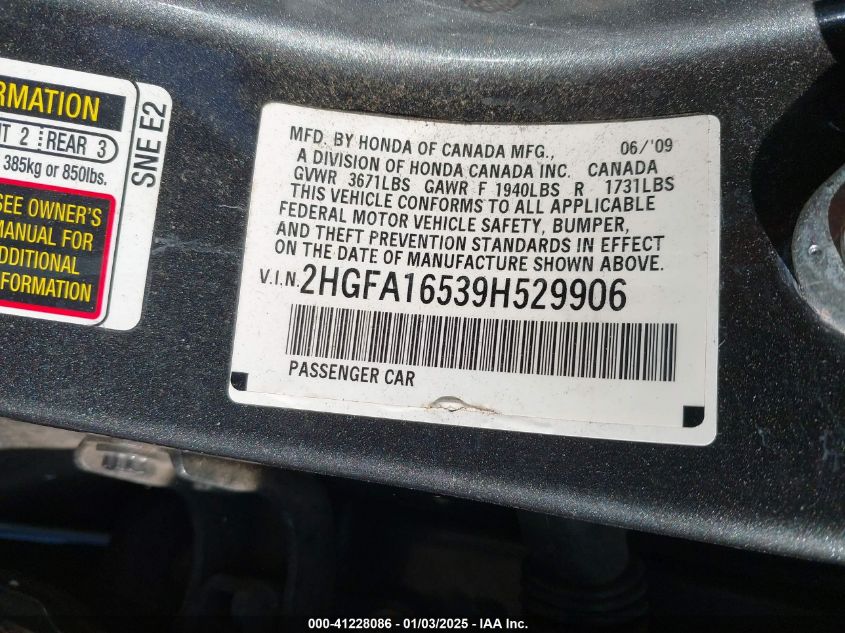 RMATION
NT 2 REAR 3
385kg or 850lbs.
SEE OWNER'S
MANUAL FOR
ADDITIONAL
NFORMATION
SNE E2
MFD. BY HONDA OF CANADA MFG., 06/'09
A DIVISION OF HONDA CANADA INC. CANADA
GVWR 3671LBS GAWR F 1940LBS R 1731LBS
THIS VEHICLE CONFORMS TO ALL APPLICABLE
FEDERAL MOTOR VEHICLE SAFETY, BUMPER,
AND THEFT PREVENTION STANDARDS IN EFFECT
ON THE DATE OF MANUFACTURE SHOWN ABOVE.
V.I.N. 2HGFA16539H529906
PASSENGER CAR
000-41228086 - 01/03/2025 - IAA Inc.